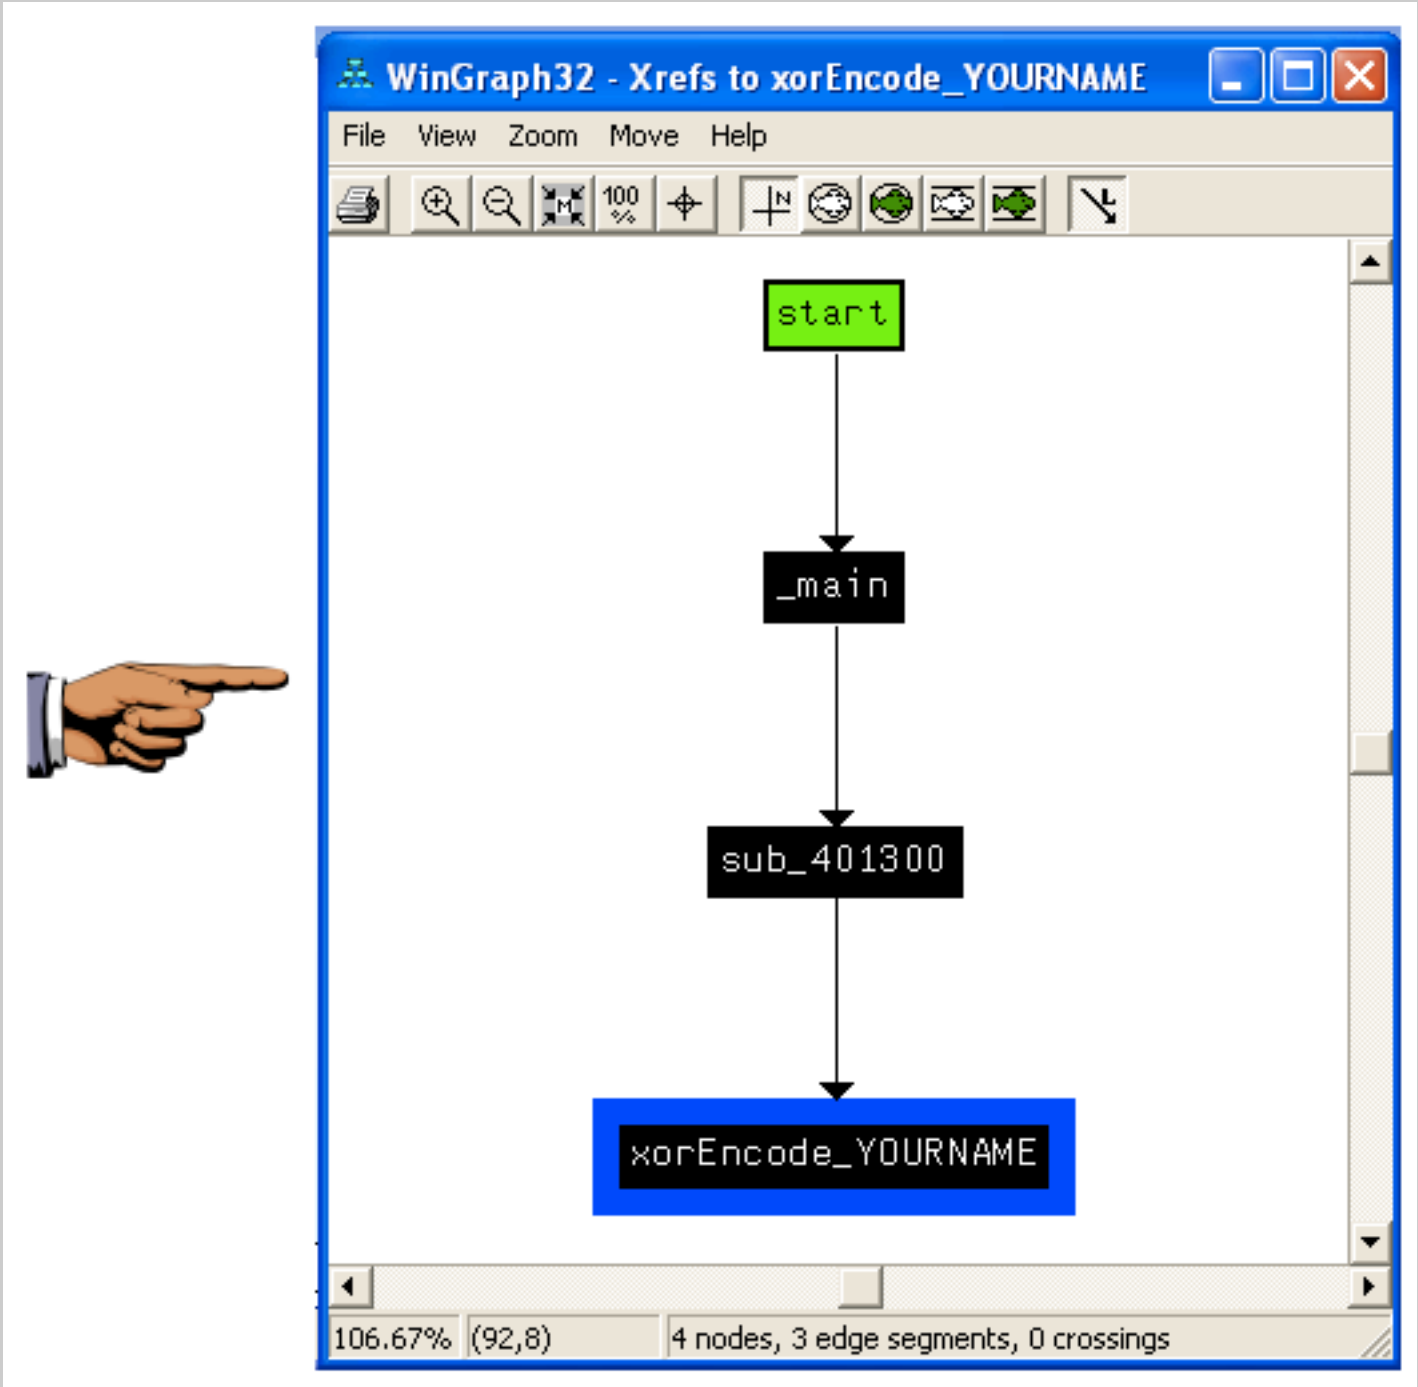 WinGraph32 - Xrefs to xorEncode_YOURNAME
File View Zoom Move Help
M 100 % N L
start
_main
sub_401300
xorEncode_YOURNAME
106.67% (92,8) 4 nodes, 3 edge segments, 0 crossings